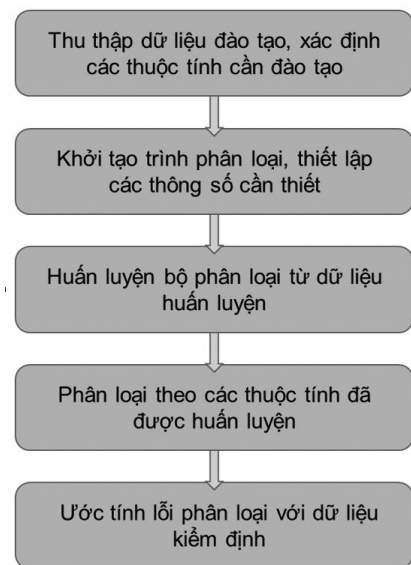 Thu thập dữ liệu đào tạo, xác định
các thuộc tính cần đào tạo
Khởi tạo trình phân loại, thiết lập
các thông số cần thiết
Huấn luyện bộ phân loại từ dữ liệu
huấn luyện
Phân loại theo các thuộc tính đã
được huấn luyện
Ước tính lỗi phân loại với dữ liệu
kiểm định